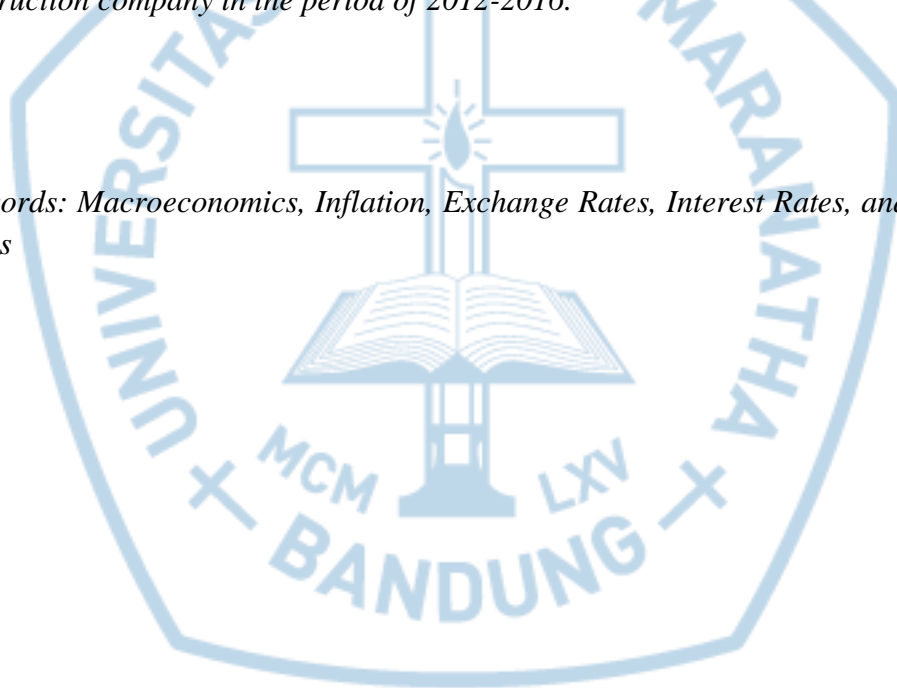 ruction company in the period of 2012-2016.
ords: Macroeconomics, Inflation, Exchange Rates, Interest Rates, and
s
UNIVERSITAS MARANATHA
MCM LXV
+ BANDUNG +